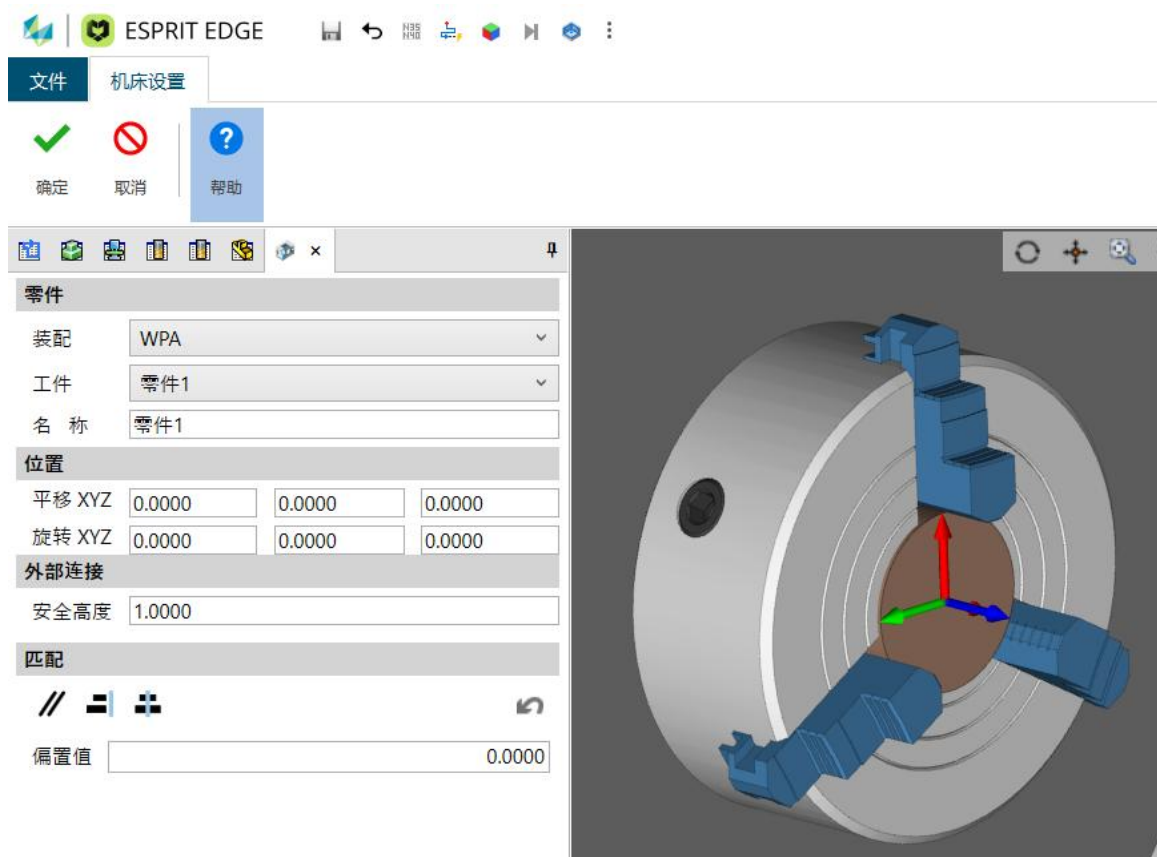 ESPRIT EDGE N35 N40
文件 机床设置
? 
确定 取消 帮助
零件
装配 WPA
工件 零件1
名 称 零件1
位置
平移 XYZ 0.0000 0.0000 0.0000
旋转 XYZ 0.0000 0.0000 0.0000
外部连接
安全高度 1.0000
匹配
偏置值 0.0000